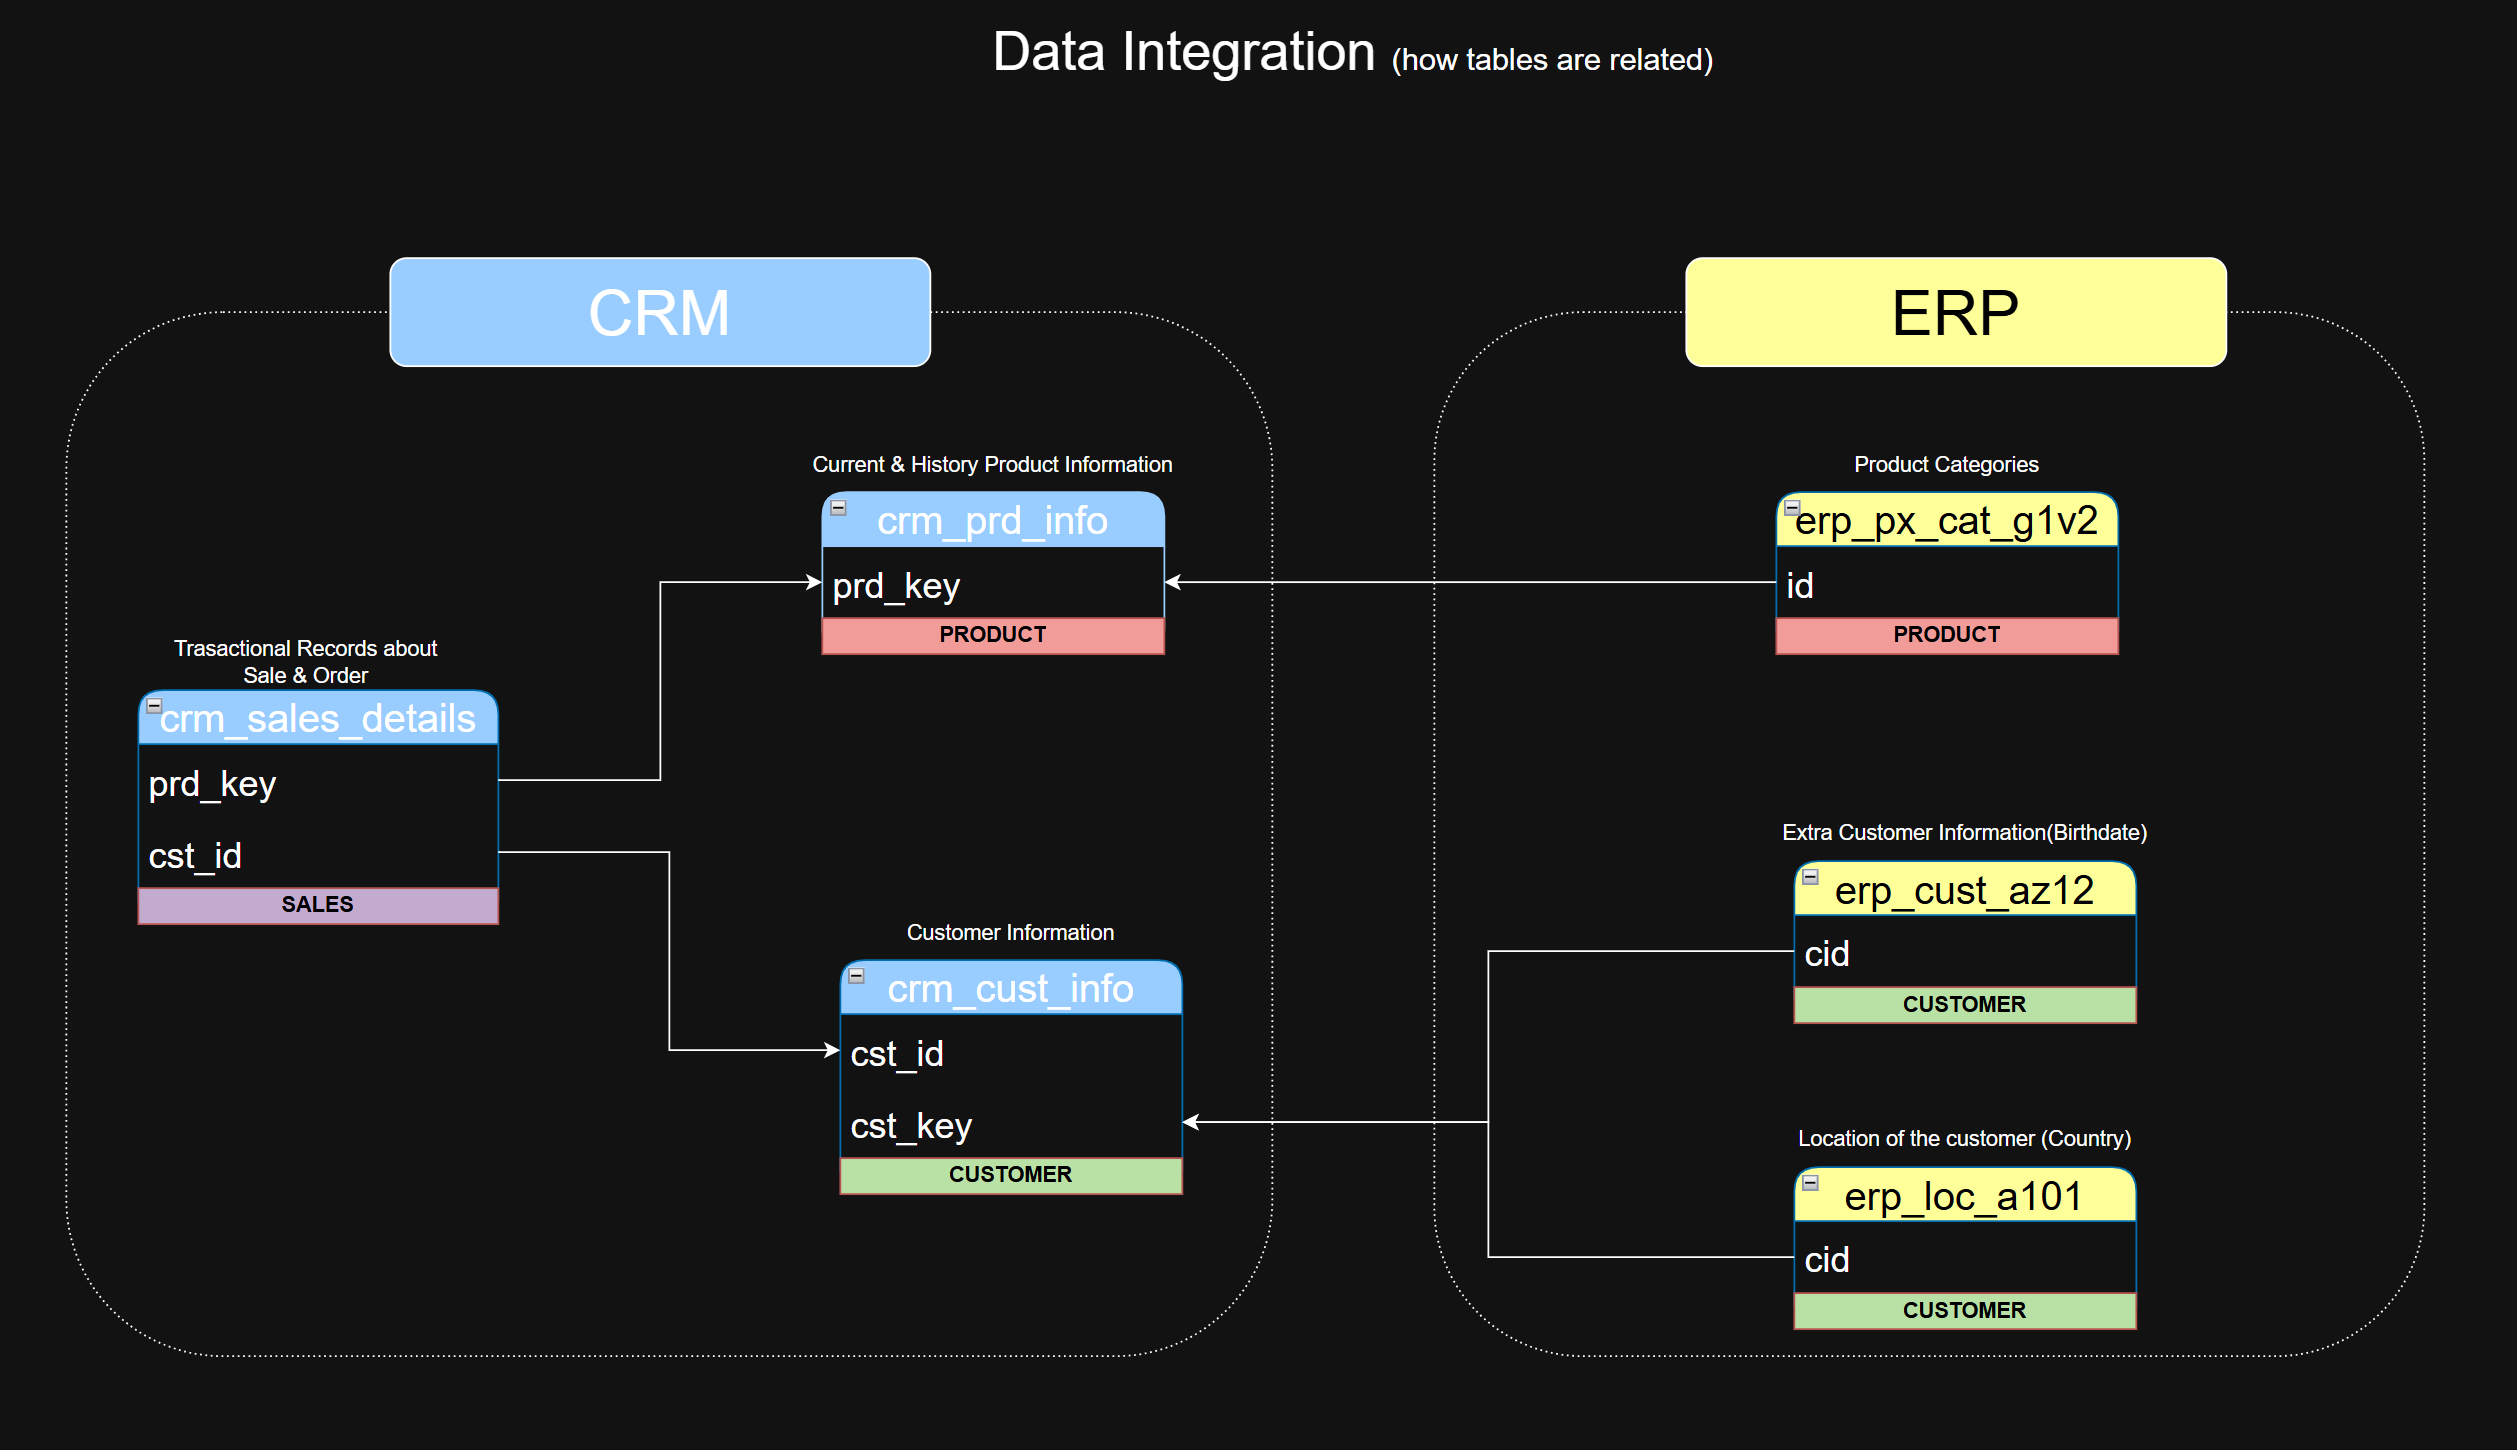 Data Integration (how tables are related)
CRM
Current & History Product Information
crm_prd_info
prd_key
PRODUCT
Trasactional Records about
Sale & Order
crm_sales_details
prd_key
cst_id
SALES
Customer Information
crm_cust_info
cst_id
cst_key
CUSTOMER
ERP
Product Categories
erp_px_cat_g1v2
id
PRODUCT
Extra Customer Information(Birthdate)
erp_cust_az12
cid
CUSTOMER
Location of the customer (Country)
erp_loc_a101
cid
CUSTOMER